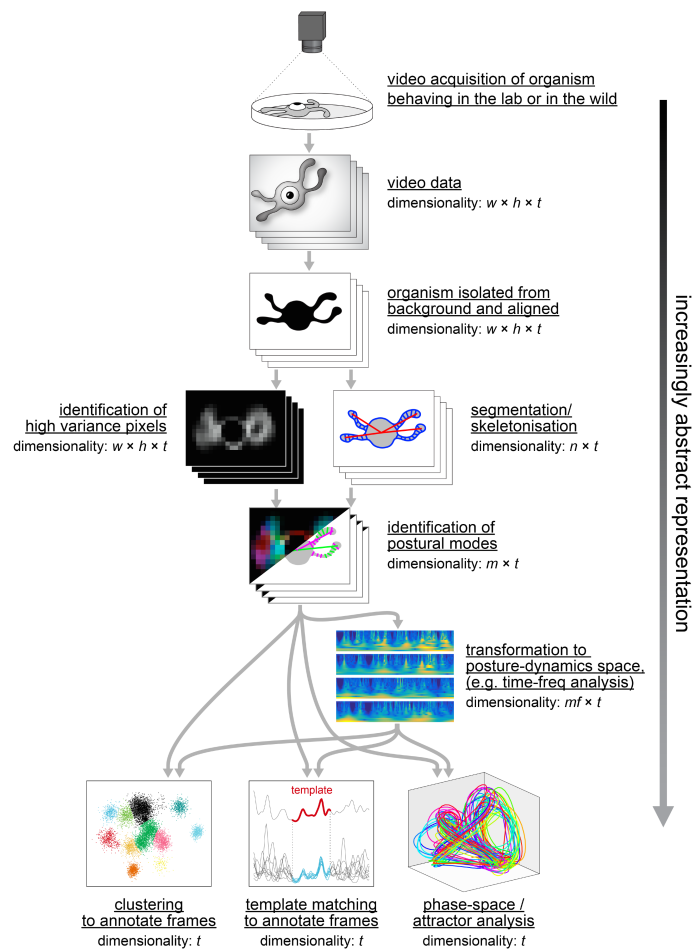 video acquisition of organism
behaving in the lab or in the wild
video data
dimensionality: w × h × t
organism isolated from
background and aligned
dimensionality: w × h × t
identification of
high variance pixels
dimensionality: w × h × t
segmentation/
skeletonisation
dimensionality: n × t
identification of
postural modes
dimensionality: m × t
transformation to
posture-dynamics space,
(e.g. time-freq analysis)
dimensionality: mf × t
increasingly abstract representation
template
clustering
to annotate frames
dimensionality: t
template matching
to annotate frames
dimensionality: t
phase-space /
attractor analysis
dimensionality: t